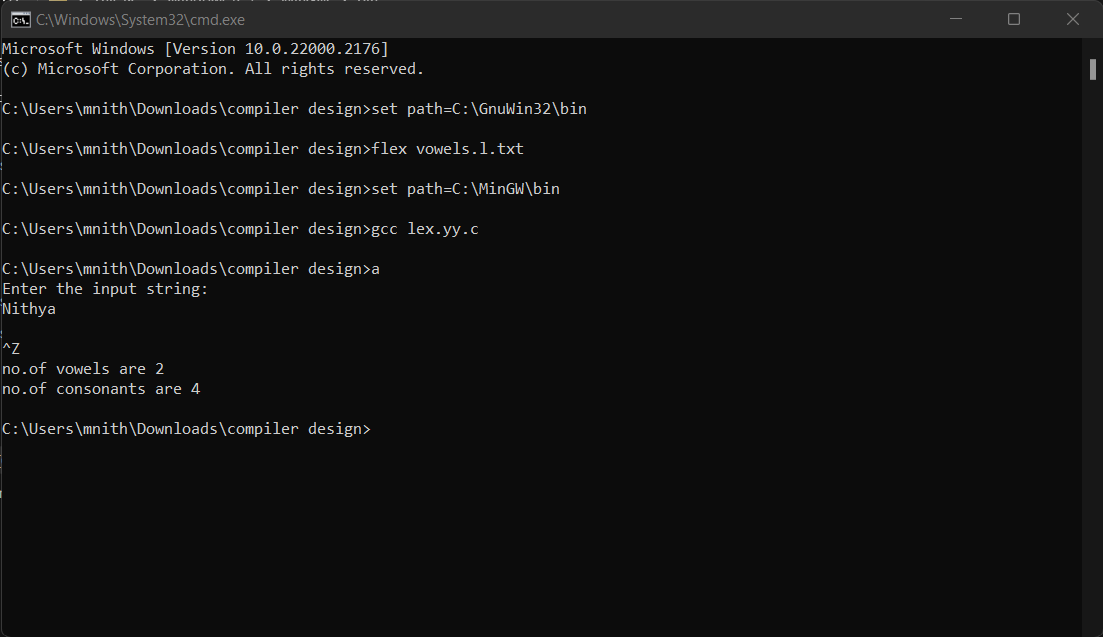 C:\Windows\System32\cmd.exe
Microsoft Windows [Version 10.0.22000.2176]
(c) Microsoft Corporation. All rights reserved.
C:\Users\mnith\Downloads\compiler design>set path=C:\GnuWin32\bin
C:\Users\mnith\Downloads\compiler design>flex vowels.l.txt
C:\Users\mnith\Downloads\compiler design>set path=C:\MinGW\bin
C:\Users\mnith\Downloads\compiler design>gcc lex.yy.c
C:\Users\mnith\Downloads\compiler design>a
Enter the input string:
Nithya
^Z
no.of vowels are 2
no.of consonants are 4
C:\Users\mnith\Downloads\compiler design>